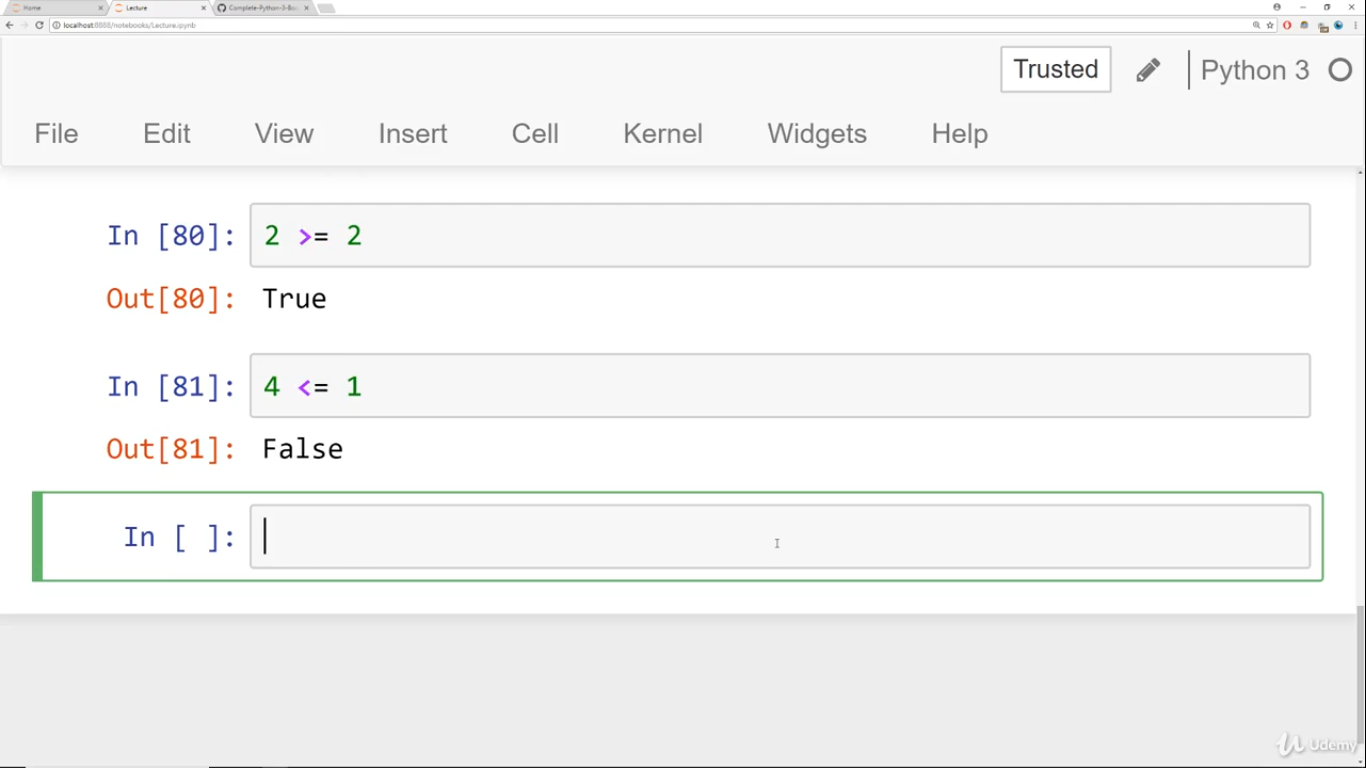 Home
Lecture
Complete-Python-3-Boo
localhost:8888/notebooks/Lecture.ipynb
Trusted
Python 3
File Edit View Insert Cell Kernel Widgets Help
In [80]: 2 >= 2
Out[80]: True
In [81]: 4 <= 1
Out[81]: False
In [ ]:
Udemy